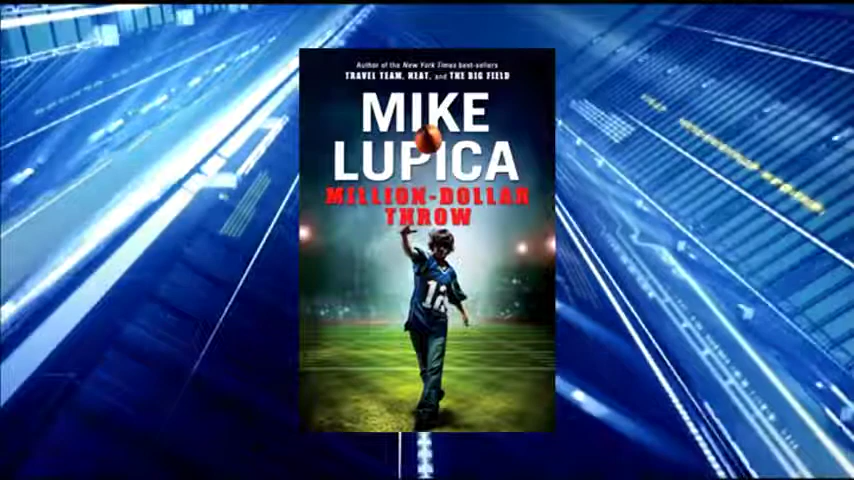 Author of the New York Times best-sellers
TRAVEL TEAM, HEAT, and THE BIG FIELD
MIKE
LUPICA
MILLION-DOLLAR
THROW
12